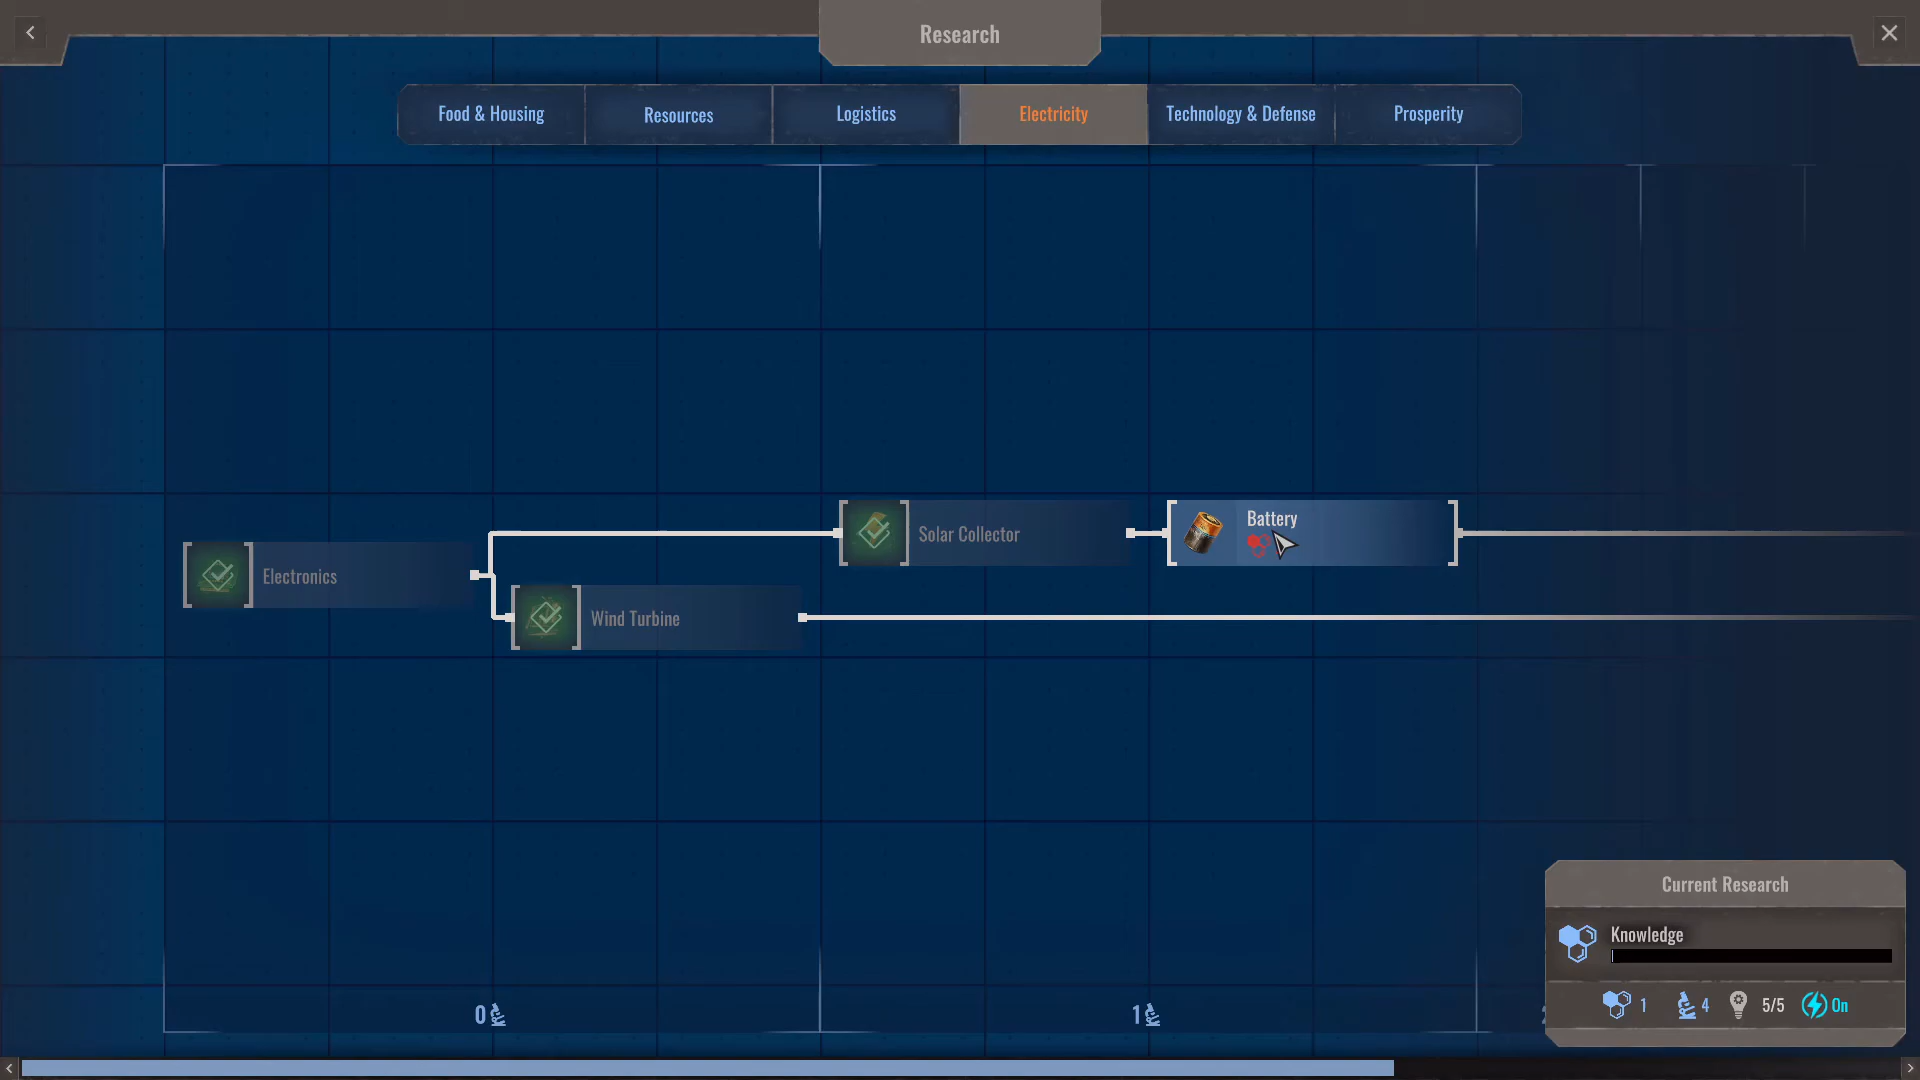 Research
Food & Housing
Resources
Logistics
Electricity
Technology & Defense
Prosperity
Solar Collector
Battery
Electronics
Wind Turbine
Current Research
Knowledge
1
4
5/5
On
0
1